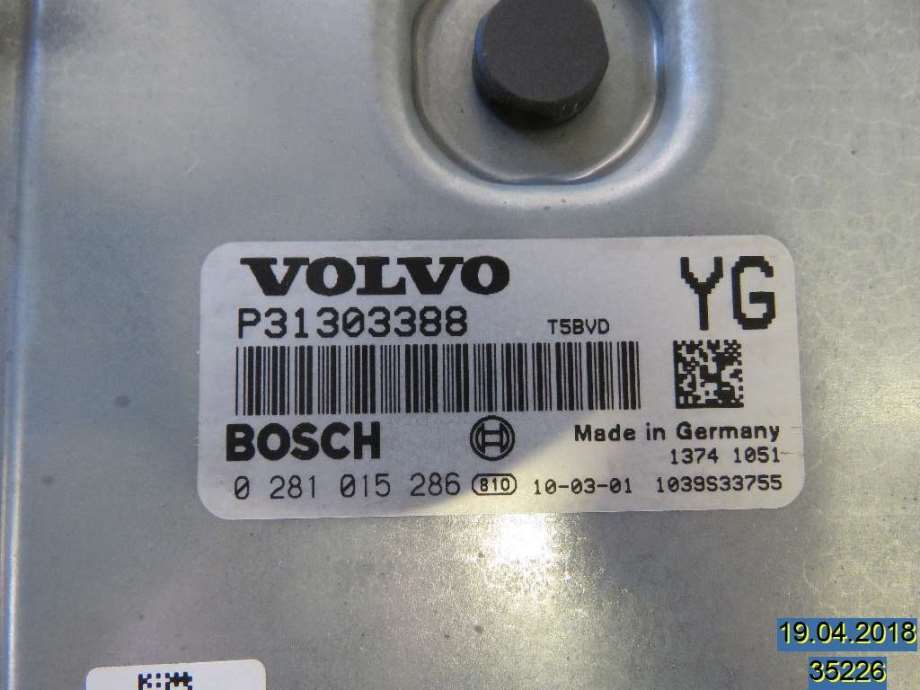 VOLVO YG
P31303388 T5BVD
BOSCH Made in Germany
1374 1051
0 281 015 286 810 10-03-01 1039S33755
19.04.2018
35226